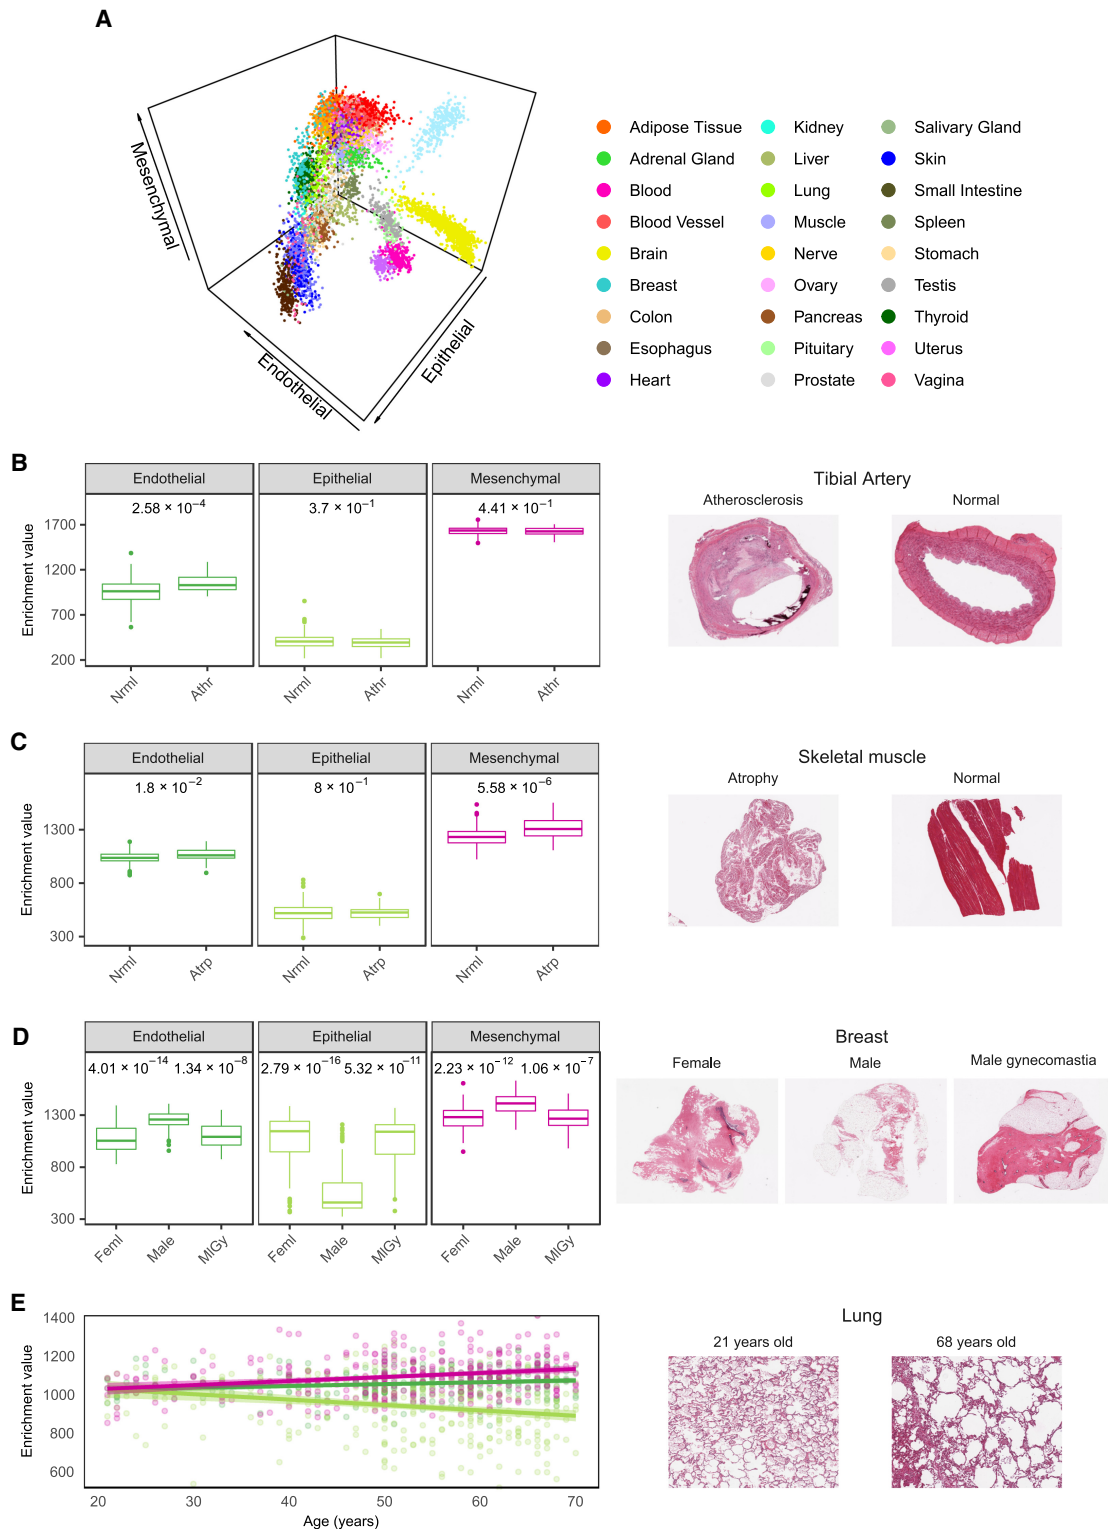 A
Mesenchymal
Endothelial
Epithelial
Adipose Tissue
Adrenal Gland
Blood
Blood Vessel
Brain
Breast
Colon
Esophagus
Heart
Kidney
Liver
Lung
Muscle
Nerve
Ovary
Pancreas
Pituitary
Prostate
Salivary Gland
Skin
Small Intestine
Spleen
Stomach
Testis
Thyroid
Uterus
Vagina
B
Endothelial Epithelial Mesenchymal
2.58 × 10⁻⁴ 3.7 × 10⁻¹ 4.41 × 10⁻¹
Enrichment value
1700
1200
700
200
Nrml Athr Nrml Athr Nrml Athr
Tibial Artery
Atherosclerosis Normal
C
Endothelial Epithelial Mesenchymal
1.8 × 10⁻² 8 × 10⁻¹ 5.58 × 10⁻⁶
Enrichment value
1300
800
300
Nrml Atrp Nrml Atrp Nrml Atrp
Skeletal muscle
Atrophy Normal
D
Endothelial Epithelial Mesenchymal
4.01 × 10⁻¹⁴ 1.34 × 10⁻⁸ 2.79 × 10⁻¹⁶ 5.32 × 10⁻¹¹ 2.23 × 10⁻¹² 1.06 × 10⁻⁷
Enrichment value
1300
800
300
Feml Male MlGy Feml Male MlGy Feml Male MlGy
Breast
Female Male Male gynecomastia
E
Enrichment value
1400
1200
1000
800
600
20 30 40 50 60 70
Age (years)
Lung
21 years old 68 years old